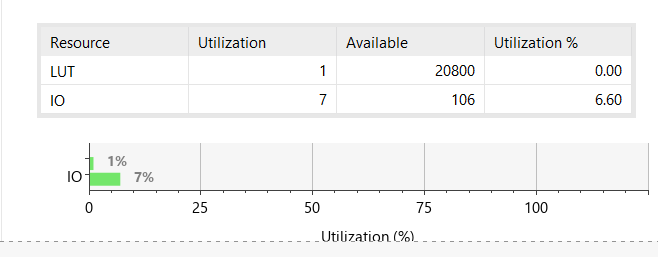 Resource Utilization Available Utilization %
LUT 1 20800 0.00
IO 7 106 6.60
1%
IO 7%
0 25 50 75 100
Utilization (%)